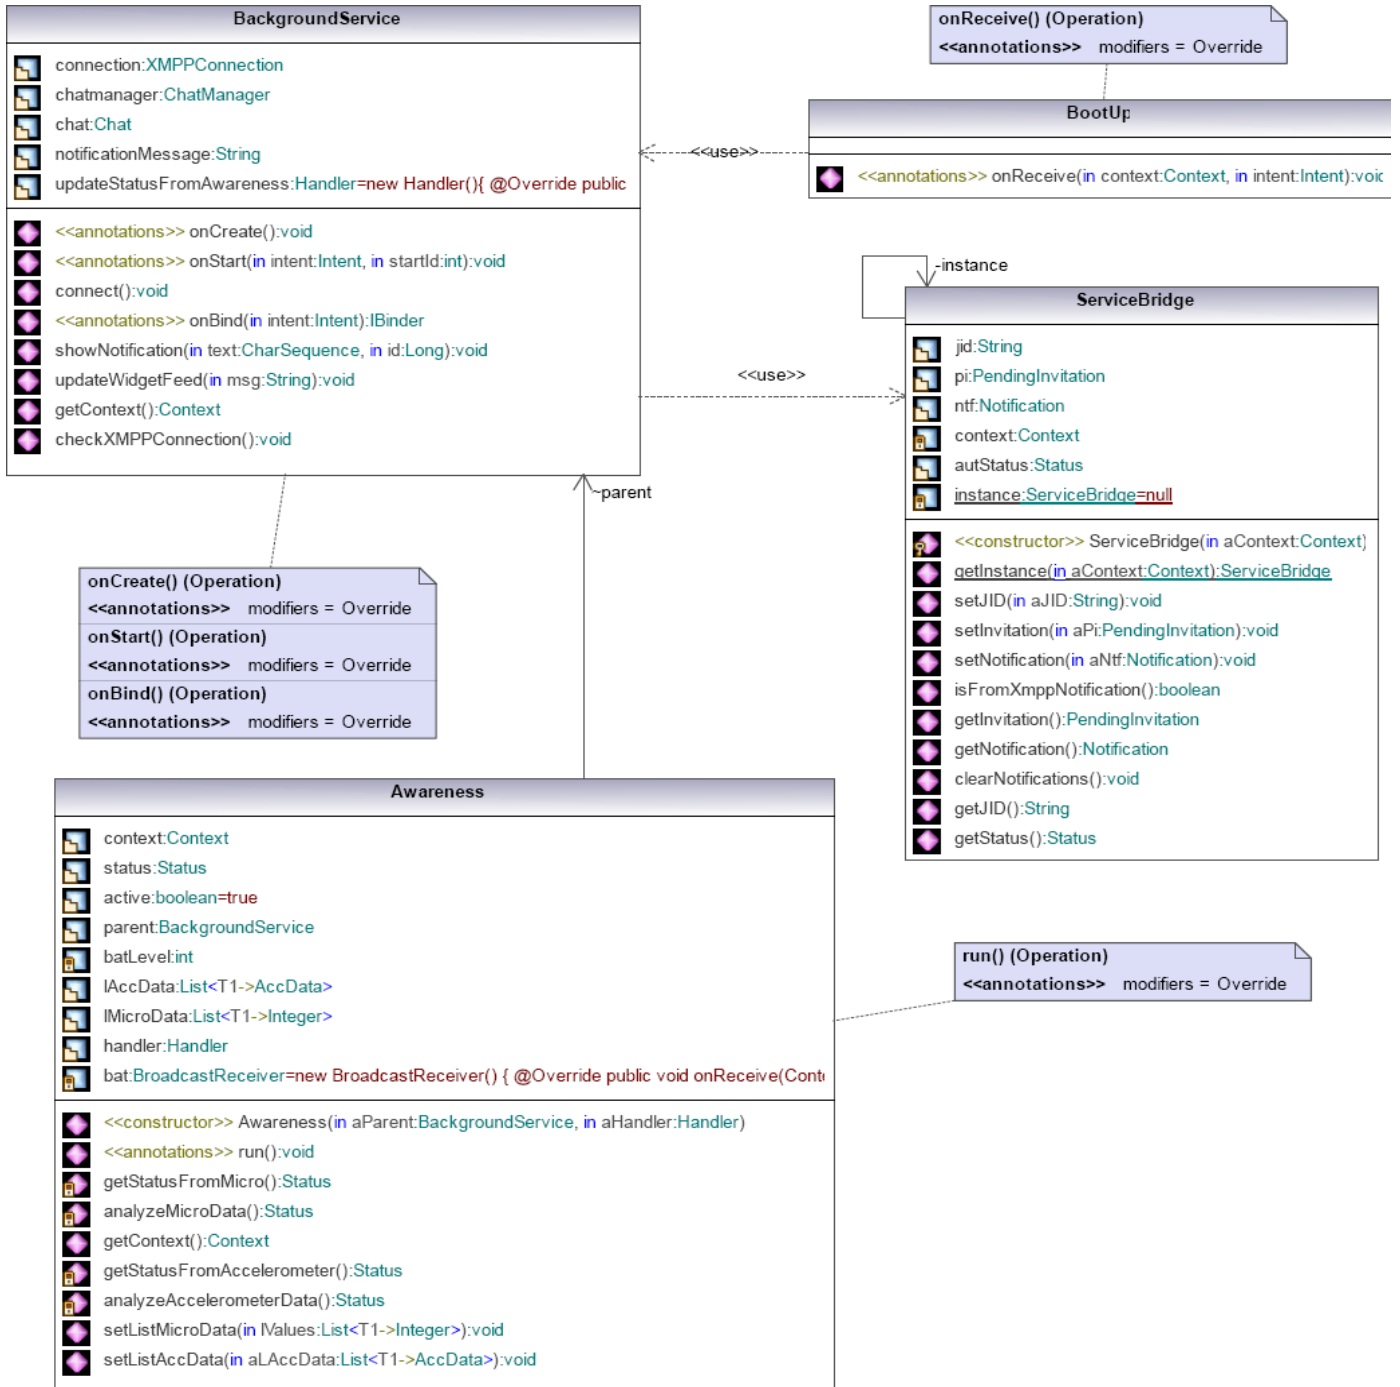 BackgroundService
connection:XMPPConnection
chatmanager:ChatManager
chat:Chat
notificationMessage:String
updateStatusFromAwareness:Handler=new Handler(){ @Override public
<<annotations>> onCreate():void
<<annotations>> onStart(in intent:Intent, in startId:int):void
connect():void
<<annotations>> onBind(in intent:Intent):IBinder
showNotification(in text:CharSequence, in id:Long):void
updateWidgetFeed(in msg:String):void
getContext():Context
checkXMPPConnection():void
onReceive() (Operation)
<<annotations>> modifiers = Override
BootUp
<<annotations>> onReceive(in context:Context, in intent:Intent):void
<<use>>
-instance
ServiceBridge
jid:String
pi:PendingInvitation
ntf:Notification
context:Context
autStatus:Status
instance:ServiceBridge=null
<<constructor>> ServiceBridge(in aContext:Context)
getInstance(in aContext:Context):ServiceBridge
setJID(in aJID:String):void
setInvitation(in aPi:PendingInvitation):void
setNotification(in aNtf:Notification):void
isFromXmppNotification():boolean
getInvitation():PendingInvitation
getNotification():Notification
clearNotifications():void
getJID():String
getStatus():Status
<<use>>
~parent
onCreate() (Operation)
<<annotations>> modifiers = Override
onStart() (Operation)
<<annotations>> modifiers = Override
onBind() (Operation)
<<annotations>> modifiers = Override
Awareness
context:Context
status:Status
active:boolean=true
parent:BackgroundService
batLevel:int
lAccData:List<T1->AccData>
lMicroData:List<T1->Integer>
handler:Handler
bat:BroadcastReceiver=new BroadcastReceiver() { @Override public void onReceive(Conte
<<constructor>> Awareness(in aParent:BackgroundService, in aHandler:Handler)
<<annotations>> run():void
getStatusFromMicro():Status
analyzeMicroData():Status
getContext():Context
getStatusFromAccelerometer():Status
analyzeAccelerometerData():Status
setListMicroData(in lValues:List<T1->Integer>):void
setListAccData(in aLAccData:List<T1->AccData>):void
run() (Operation)
<<annotations>> modifiers = Override